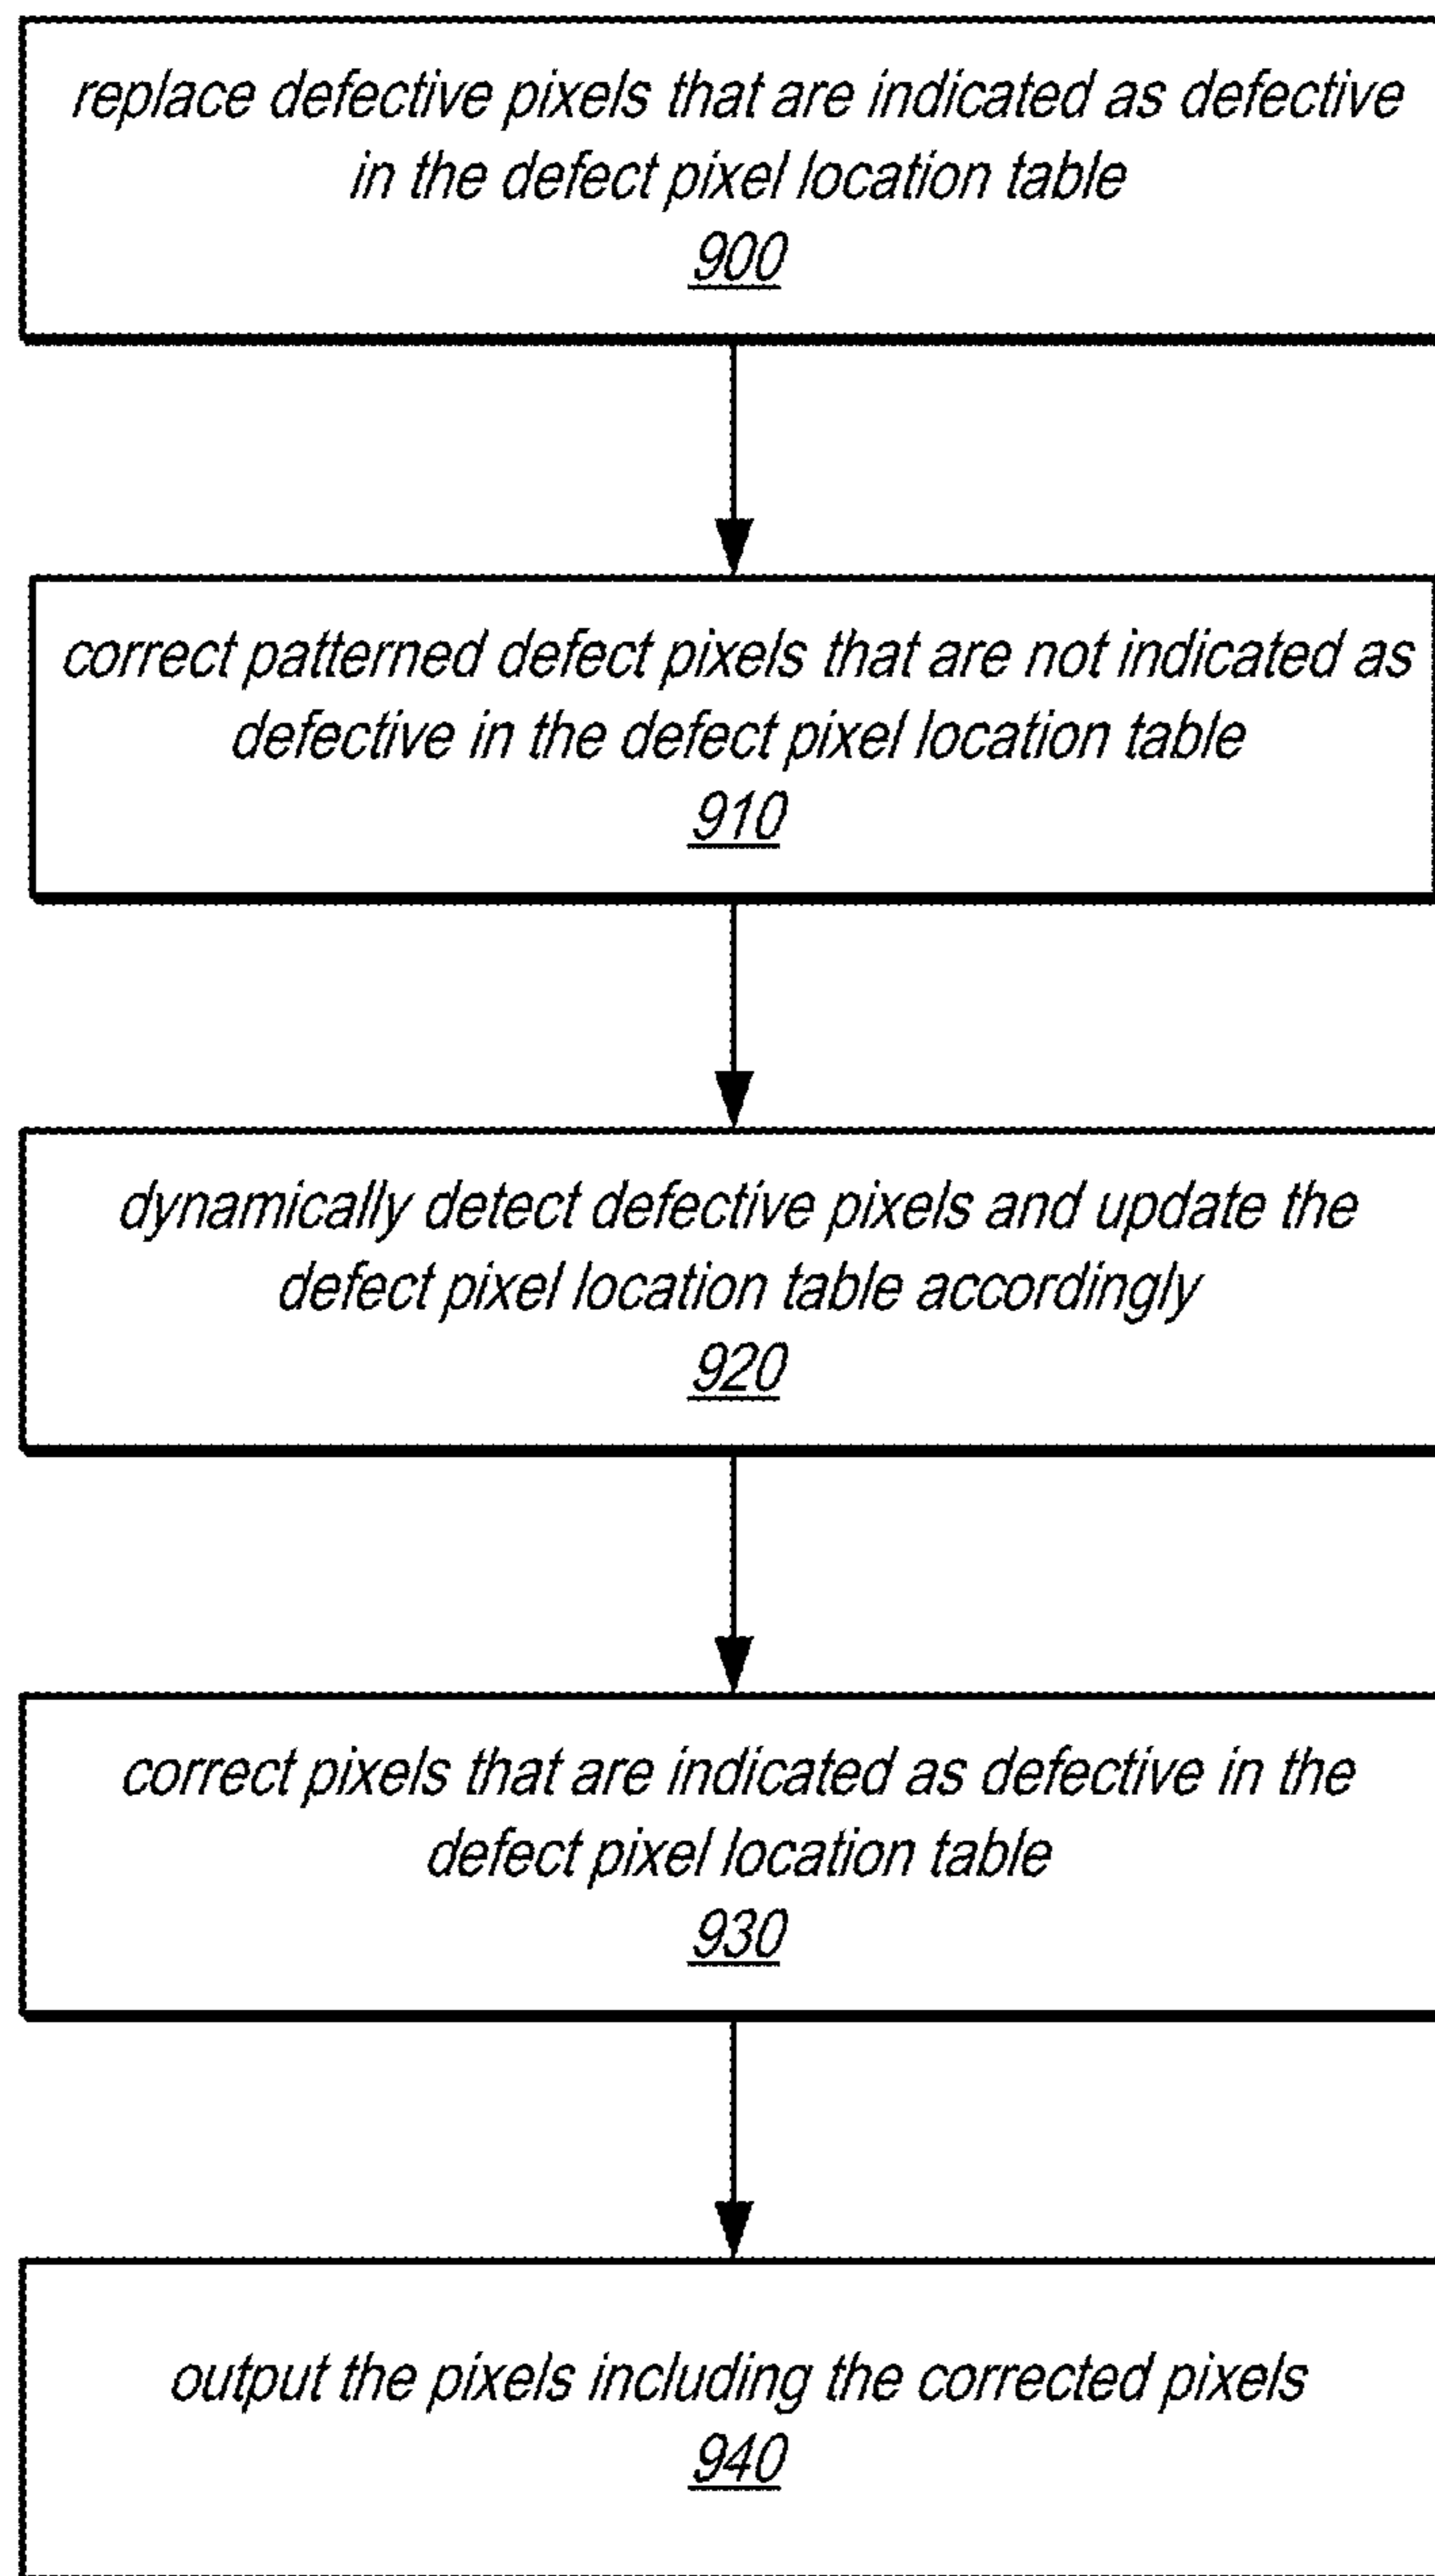 replace defective pixels that are indicated as defective
in the defect pixel location table
900
correct patterned defect pixels that are not indicated as
defective in the defect pixel location table
910
dynamically detect defective pixels and update the
defect pixel location table accordingly
920
correct pixels that are indicated as defective in the
defect pixel location table
930
output the pixels including the corrected pixels
940